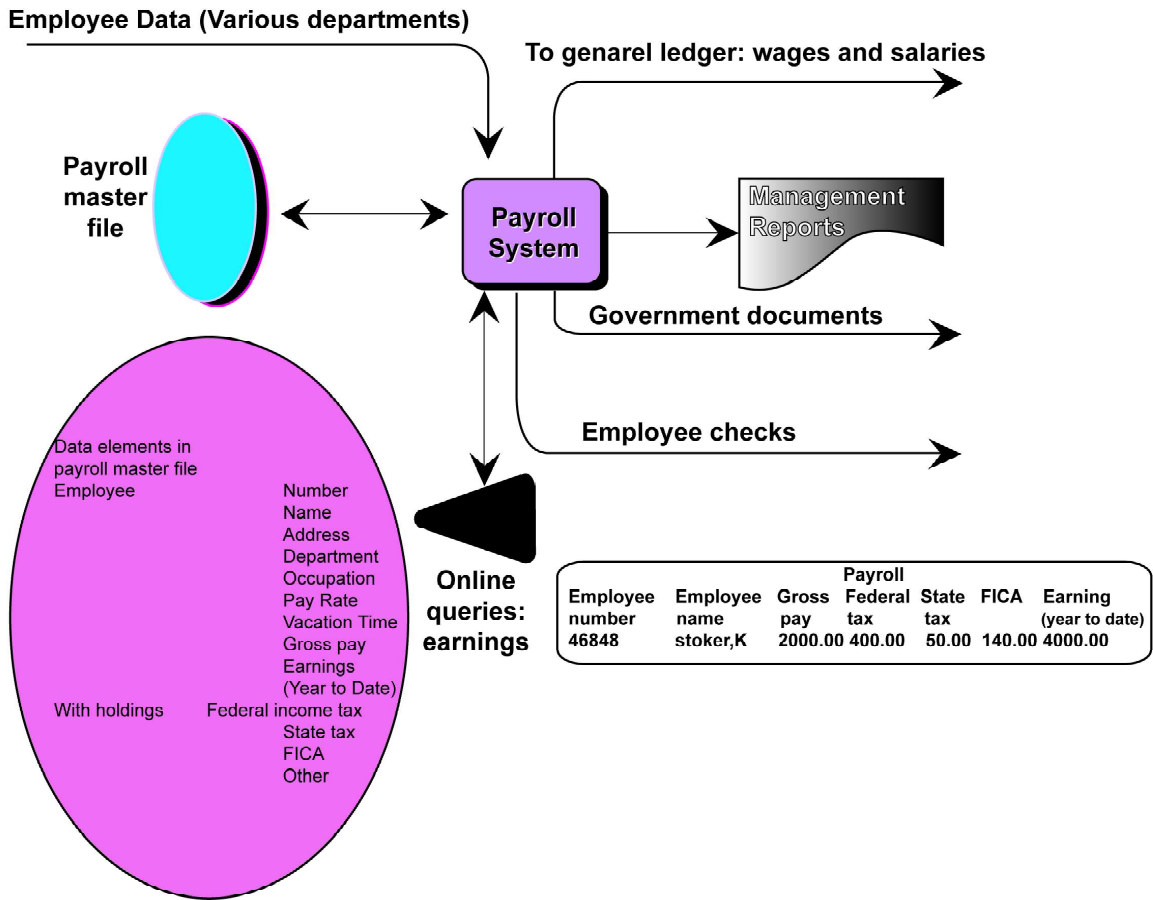 Employee Data (Various departments)
To genarel ledger: wages and salaries
Payroll
master
file
Payroll
System
Management
Reports
Government documents
Employee checks
Data elements in
payroll master file
Employee Number
Name
Address
Department
Occupation
Pay Rate
Vacation Time
Gross pay
Earnings
(Year to Date)
With holdings Federal income tax
State tax
FICA
Other
Online
queries:
earnings
Payroll
Employee Employee Gross Federal State FICA Earning
number name pay tax tax (year to date)
46848 stoker,K 2000.00 400.00 50.00 140.00 4000.00